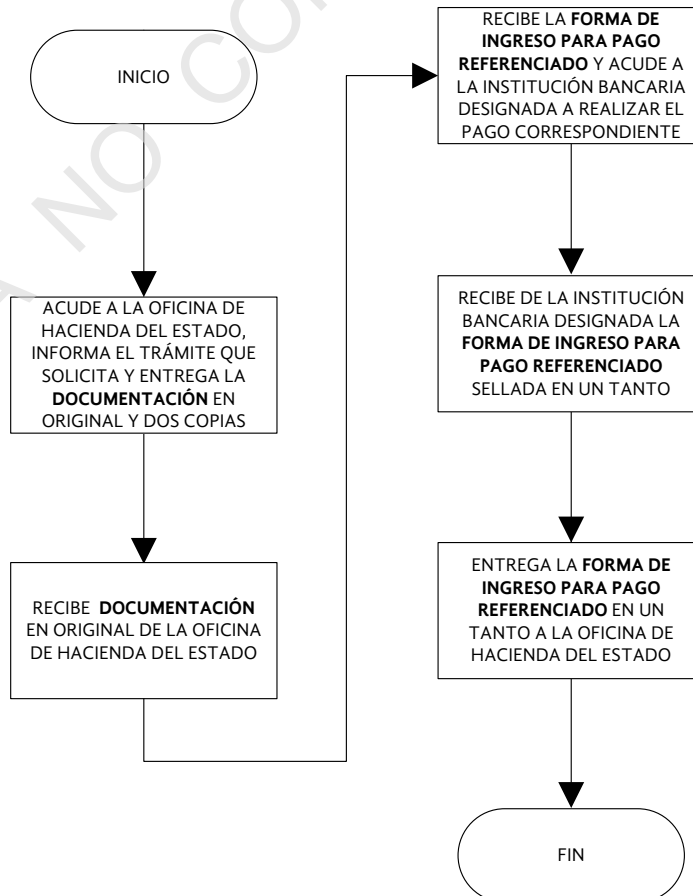 INICIO
ACUDE A LA OFICINA DE
HACIENDA DEL ESTADO,
INFORMA EL TRÁMITE QUE
SOLICITA Y ENTREGA LA
DOCUMENTACIÓN EN
ORIGINAL Y DOS COPIAS
RECIBE DOCUMENTACIÓN
EN ORIGINAL DE LA OFICINA
DE HACIENDA DEL ESTADO
RECIBE LA FORMA DE
INGRESO PARA PAGO
REFERENCIADO Y ACUDE A
LA INSTITUCIÓN BANCARIA
DESIGNADA A REALIZAR EL
PAGO CORRESPONDIENTE
RECIBE DE LA INSTITUCIÓN
BANCARIA DESIGNADA LA
FORMA DE INGRESO PARA
PAGO REFERENCIADO
SELLADA EN UN TANTO
ENTREGA LA FORMA DE
INGRESO PARA PAGO
REFERENCIADO EN UN
TANTO A LA OFICINA DE
HACIENDA DEL ESTADO
FIN
NO